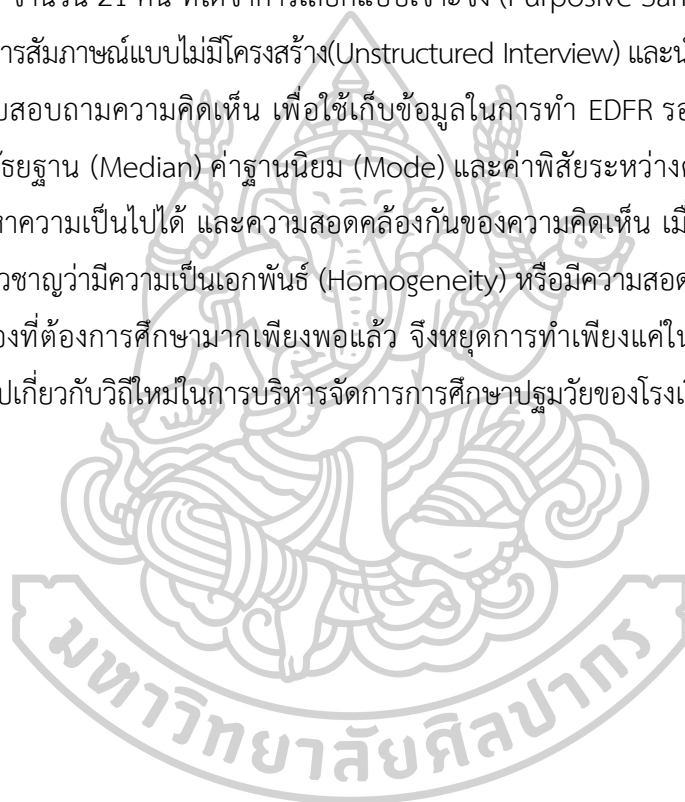 จำนวน 21 คน ที่ได้จากการเลือกแบบเจาะจง (Purposive Sam
ารสัมภาษณ์แบบไม่มีโครงสร้าง(Unstructured Interview) และน
บสอบถามความคิดเห็น เพื่อใช้เก็บข้อมูลในการทำ EDFR รอ
ัธยฐาน (Median) ค่าฐานนิยม (Mode) และค่าพิสัยระหว่าง
าความเป็นไปได้ และความสอดคล้องกันของความคิดเห็น เมื่
วชาญว่ามีความเป็นเอกพันธ์ (Homogeneity) หรือมีความสอด
องที่ต้องการศึกษามากเพียงพอแล้ว จึงหยุดการทำเพียงแค่ใน
ปเกี่ยวกับวิถีใหม่ในการบริหารจัดการการศึกษาปฐมวัยของโรงเ
มหาวิทยาลัยศิลปากร